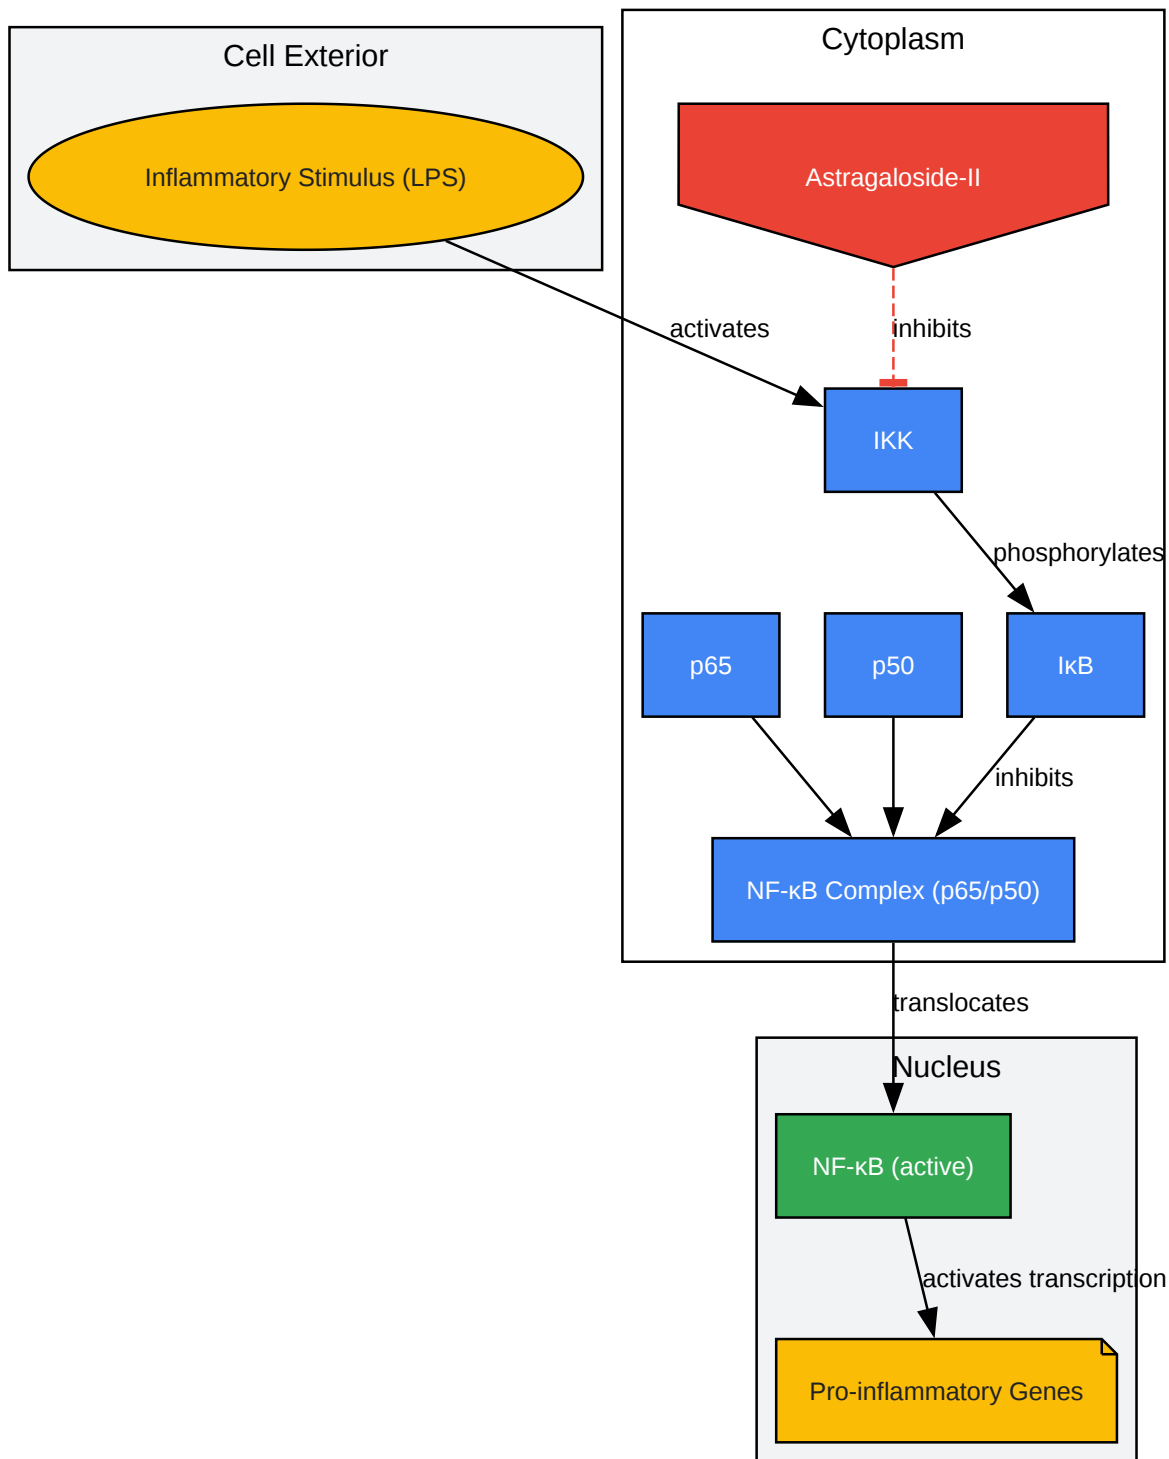 Cell Exterior
Cytoplasm
Inflammatory Stimulus (LPS)
Astragaloside-II
activates
inhibits
IKK
phosphorylates
p65
p50
IκB
inhibits
NF-κB Complex (p65/p50)
translocates
Nucleus
NF-κB (active)
activates transcription
Pro-inflammatory Genes